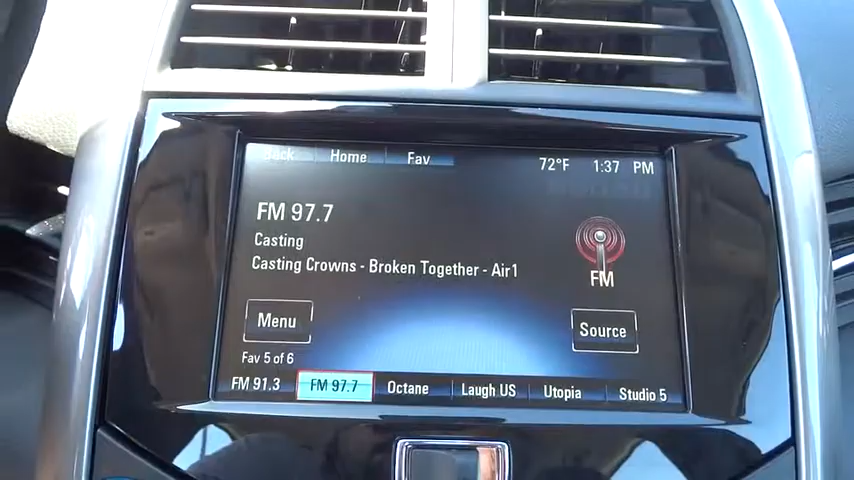 Back Home Fav 72°F 1:37 PM
FM 97.7
Casting
Casting Crowns - Broken Together - Air1
FM
Menu Source
Fav 5 of 6
FM 91.3 FM 97.7 Octane Laugh US Utopia Studio 5